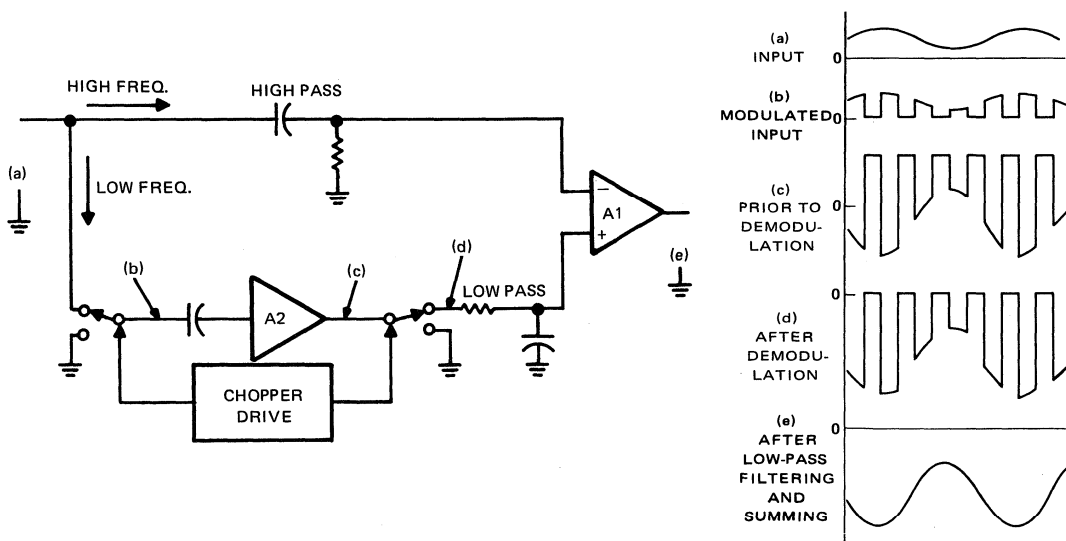 HIGH FREQ.
HIGH PASS
(a)
LOW FREQ.
(b)
A2
(c)
(d)
LOW PASS
−
A1
+
(e)
CHOPPER
DRIVE
(a)
INPUT
0
(b)
MODULATED
INPUT
0
(c)
PRIOR TO
DEMODU-
LATION
0
(d)
AFTER
DEMODU-
LATION
0
(e)
AFTER
LOW-PASS
FILTERING
AND
SUMMING
0